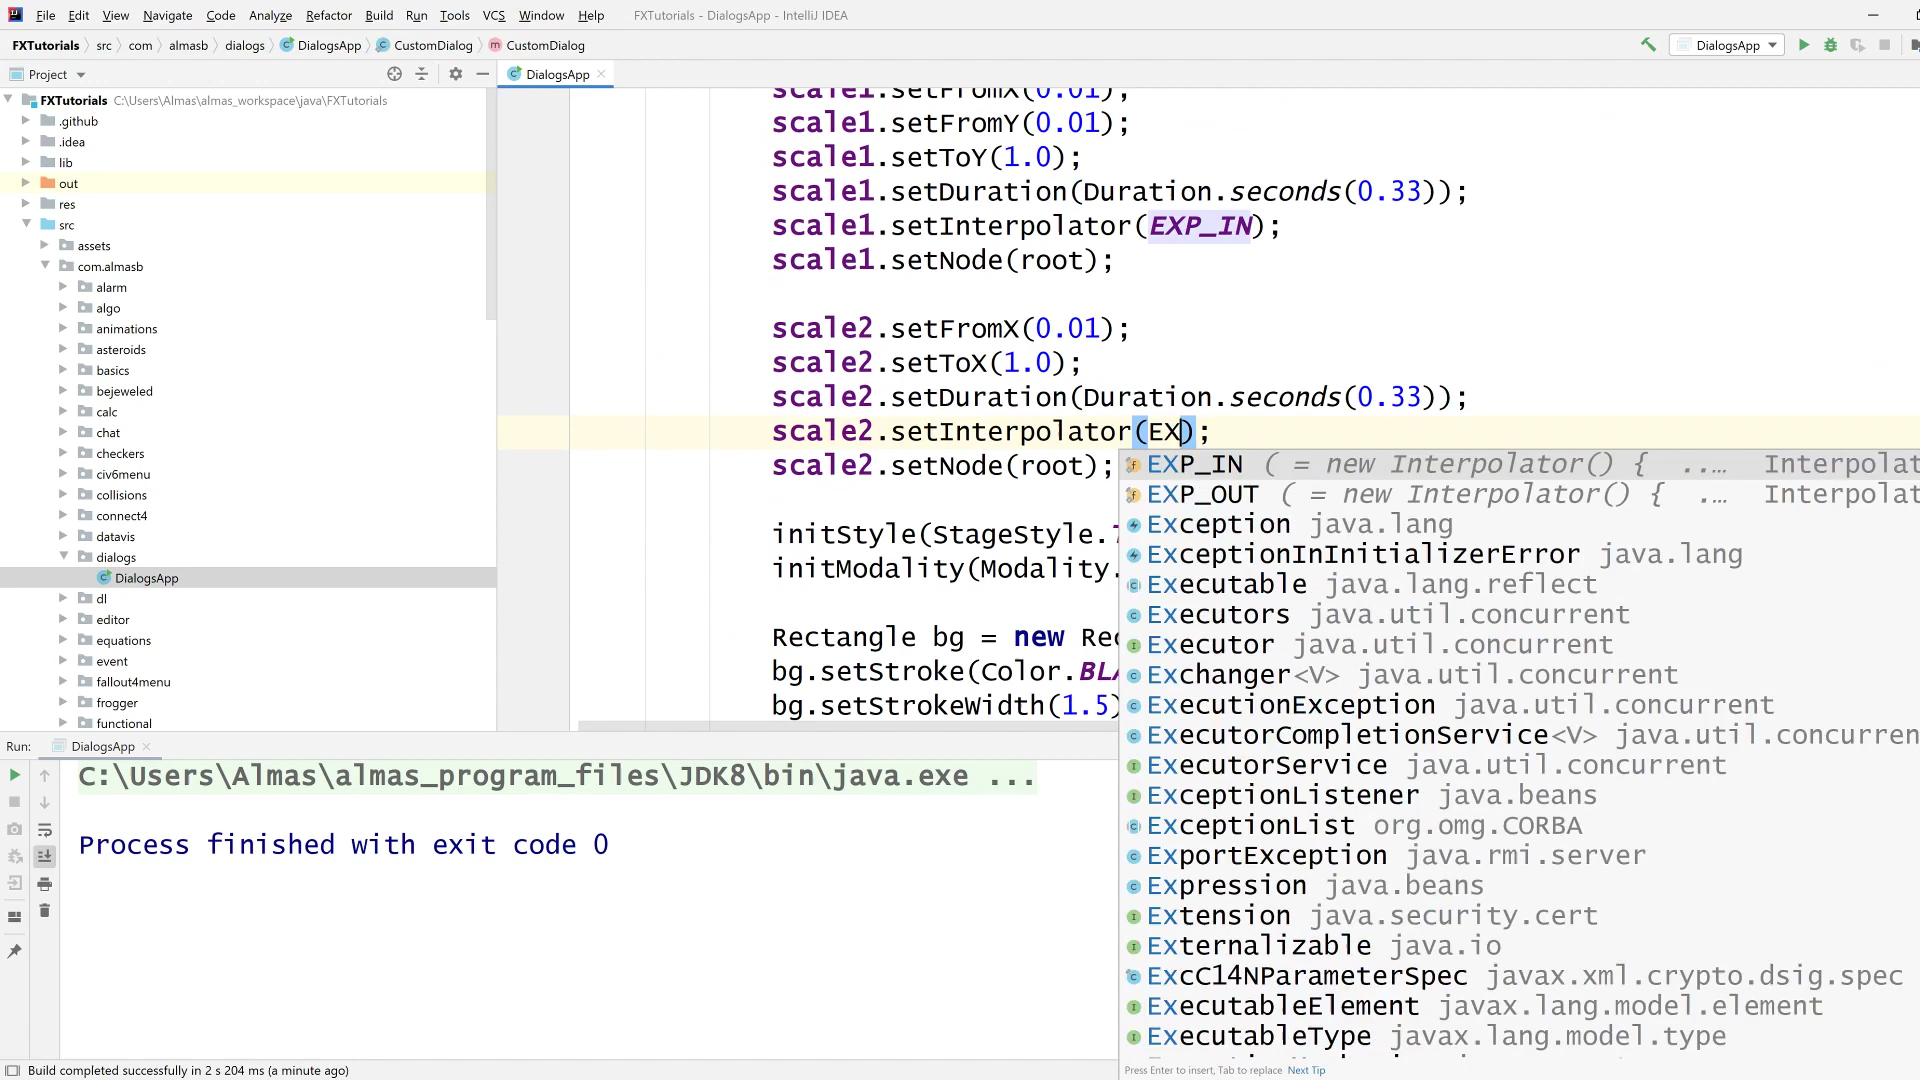 File Edit View Navigate Code Analyze Refactor Build Run Tools VCS Window Help FXTutorials - DialogsApp - IntelliJ IDEA
FXTutorials src com almasb dialogs DialogsApp CustomDialog CustomDialog DialogsApp
Project DialogsApp
FXTutorials C:\Users\Almas\almas_workspace\java\FXTutorials
.github
.idea
lib
out
res
src
assets
com.almasb
alarm
algo
animations
asteroids
basics
bejeweled
calc
chat
checkers
civ6menu
collisions
connect4
datavis
dialogs
DialogsApp
dl
editor
equations
event
fallout4menu
frogger
functional
scale1.setFromX(0.01);
scale1.setFromY(0.01);
scale1.setToY(1.0);
scale1.setDuration(Duration.seconds(0.33));
scale1.setInterpolator(EXP_IN);
scale1.setNode(root);
scale2.setFromX(0.01);
scale2.setToX(1.0);
scale2.setDuration(Duration.seconds(0.33));
scale2.setInterpolator(EX);
scale2.setNode(root);
initStyle(StageStyle.
initModality(Modality.
Rectangle bg = new Rec
bg.setStroke(Color.BLA
bg.setStrokeWidth(1.5)
EXP_IN ( = new Interpolator() { ..… Interpolat
EXP_OUT ( = new Interpolator() { .… Interpolat
Exception java.lang
ExceptionInInitializerError java.lang
Executable java.lang.reflect
Executors java.util.concurrent
Executor java.util.concurrent
Exchanger<V> java.util.concurrent
ExecutionException java.util.concurrent
ExecutorCompletionService<V> java.util.concurren
ExecutorService java.util.concurrent
ExceptionListener java.beans
ExceptionList org.omg.CORBA
ExportException java.rmi.server
Expression java.beans
Extension java.security.cert
Externalizable java.io
ExcC14NParameterSpec javax.xml.crypto.dsig.spec
ExecutableElement javax.lang.model.element
ExecutableType javax.lang.model.type
Press Enter to insert, Tab to replace Next Tip
Run: DialogsApp
C:\Users\Almas\almas_program_files\JDK8\bin\java.exe ...
Process finished with exit code 0
Build completed successfully in 2 s 204 ms (a minute ago)